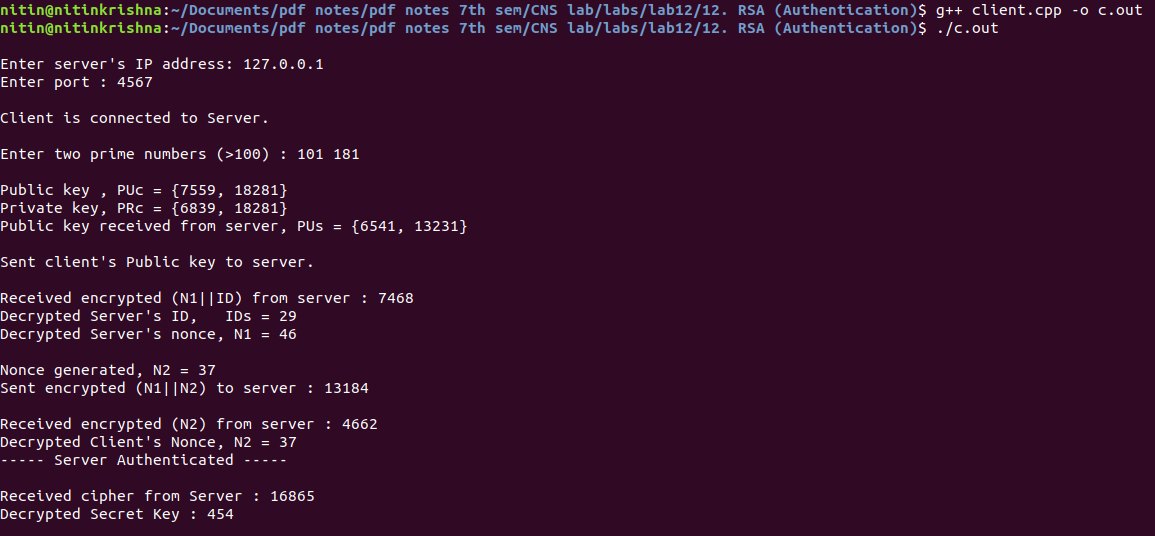 nitin@nitinkrishna:~/Documents/pdf notes/pdf notes 7th sem/CNS lab/labs/lab12/12. RSA (Authentication)$ g++ client.cpp -o c.out
nitin@nitinkrishna:~/Documents/pdf notes/pdf notes 7th sem/CNS lab/labs/lab12/12. RSA (Authentication)$ ./c.out
Enter server's IP address: 127.0.0.1
Enter port : 4567
Client is connected to Server.
Enter two prime numbers (>100) : 101 181
Public key , PUc = {7559, 18281}
Private key, PRc = {6839, 18281}
Public key received from server, PUs = {6541, 13231}
Sent client's Public key to server.
Received encrypted (N1||ID) from server : 7468
Decrypted Server's ID,   IDs = 29
Decrypted Server's nonce, N1 = 46
Nonce generated, N2 = 37
Sent encrypted (N1||N2) to server : 13184
Received encrypted (N2) from server : 4662
Decrypted Client's Nonce, N2 = 37
----- Server Authenticated -----
Received cipher from Server : 16865
Decrypted Secret Key : 454